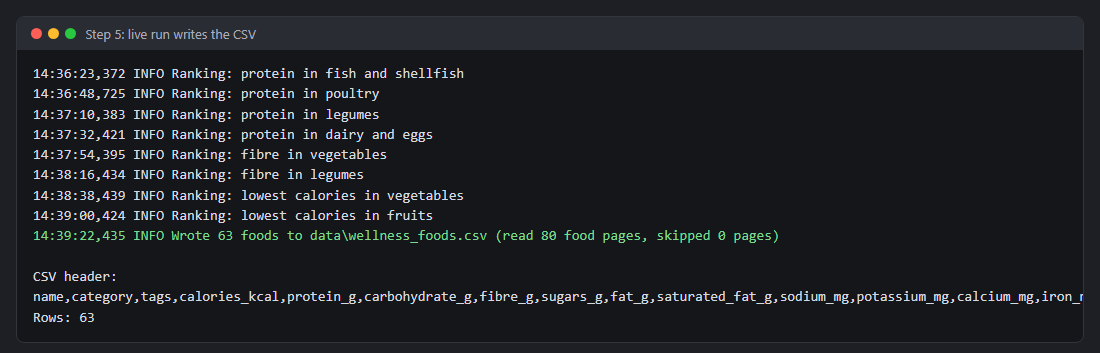 Step 5: live run writes the CSV
14:36:23,372 INFO Ranking: protein in fish and shellfish
14:36:48,725 INFO Ranking: protein in poultry
14:37:10,383 INFO Ranking: protein in legumes
14:37:32,421 INFO Ranking: protein in dairy and eggs
14:37:54,395 INFO Ranking: fibre in vegetables
14:38:16,434 INFO Ranking: fibre in legumes
14:38:38,439 INFO Ranking: lowest calories in vegetables
14:39:00,424 INFO Ranking: lowest calories in fruits
14:39:22,435 INFO Wrote 63 foods to data\wellness_foods.csv (read 80 food pages, skipped 0 pages)
CSV header:
name,category,tags,calories_kcal,protein_g,carbohydrate_g,fibre_g,sugars_g,fat_g,saturated_fat_g,sodium_mg,potassium_mg,calcium_mg,
Rows: 63